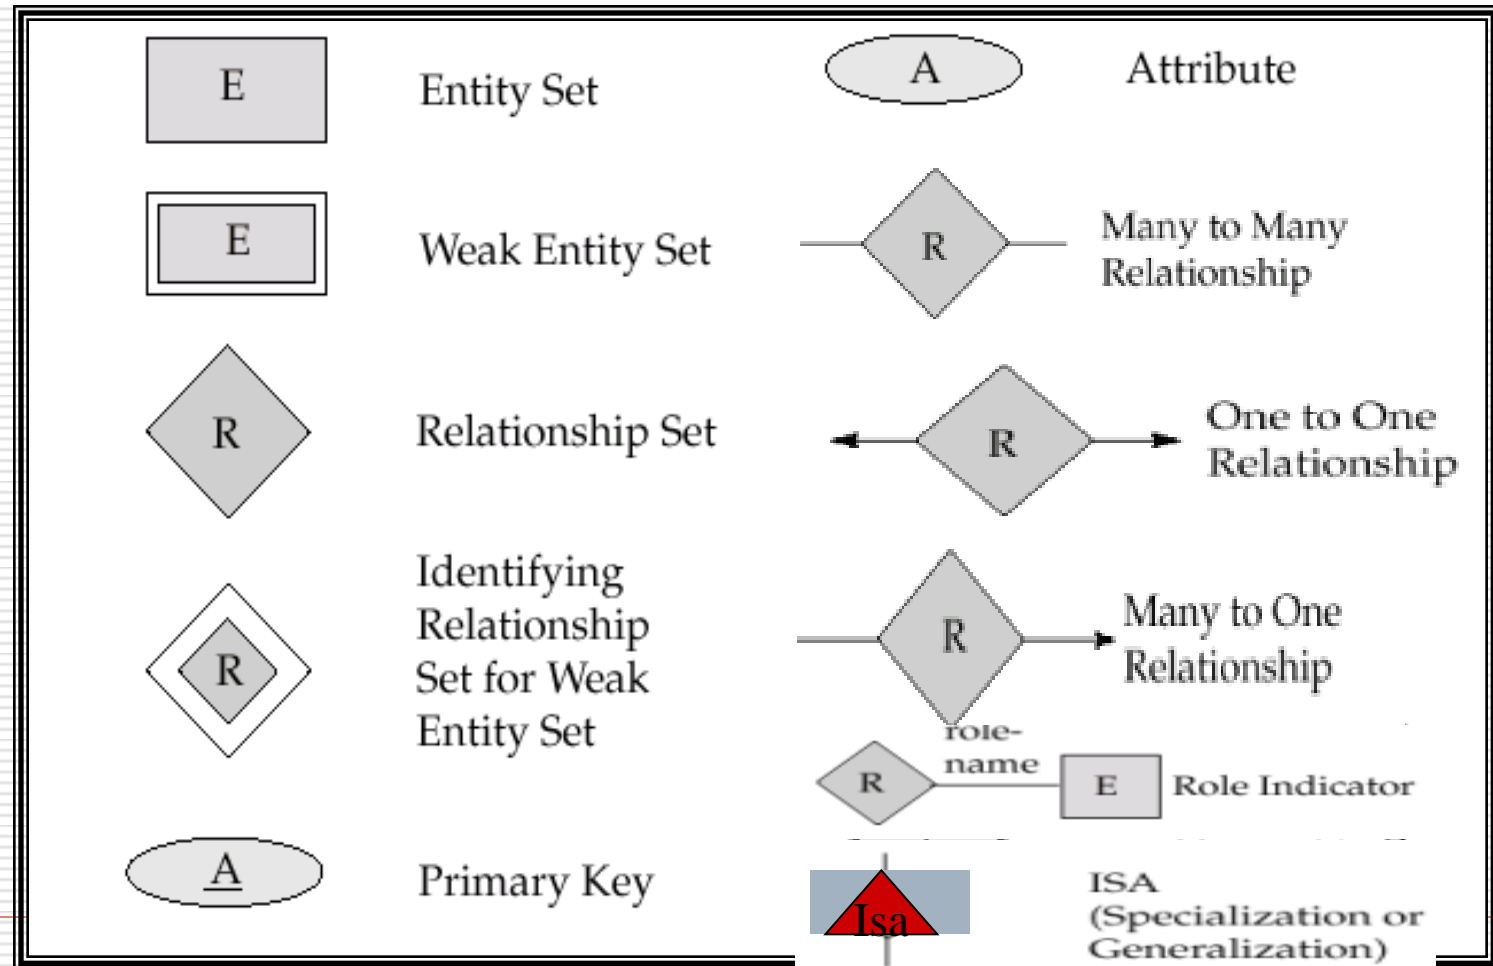 E
Entity Set
E
Weak Entity Set
R
Relationship Set
R
Identifying
Relationship
Set for Weak
Entity Set
A
Primary Key
A
Attribute
R
Many to Many
Relationship
R
One to One
Relationship
R
Many to One
Relationship
R
role-
name
E
Role Indicator
Isa
ISA
(Specialization or
Generalization)